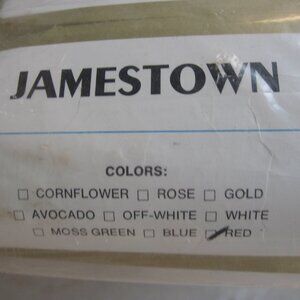 JAMESTOWN
COLORS:
☐ CORNFLOWER ☐ ROSE ☐ GOLD
☐ AVOCADO ☐ OFF-WHITE ☐ WHITE
☐ MOSS GREEN ☐ BLUE ☑ RED